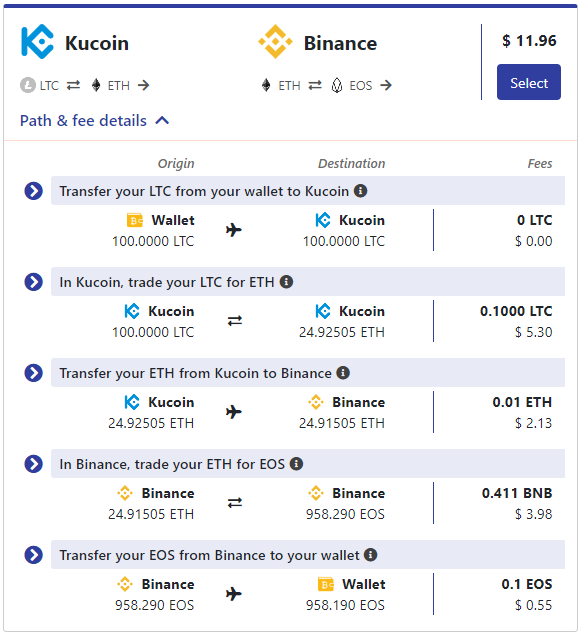 Kucoin Binance $ 11.96
LTC ETH ETH EOS Select
Path & fee details
Origin Destination Fees
Transfer your LTC from your wallet to Kucoin
Wallet Kucoin 0 LTC
100.0000 LTC 100.0000 LTC $ 0.00
In Kucoin, trade your LTC for ETH
Kucoin Kucoin 0.1000 LTC
100.0000 LTC 24.92505 ETH $ 5.30
Transfer your ETH from Kucoin to Binance
Kucoin Binance 0.01 ETH
24.92505 ETH 24.91505 ETH $ 2.13
In Binance, trade your ETH for EOS
Binance Binance 0.411 BNB
24.91505 ETH 958.290 EOS $ 3.98
Transfer your EOS from Binance to your wallet
Binance Wallet 0.1 EOS
958.290 EOS 958.190 EOS $ 0.55